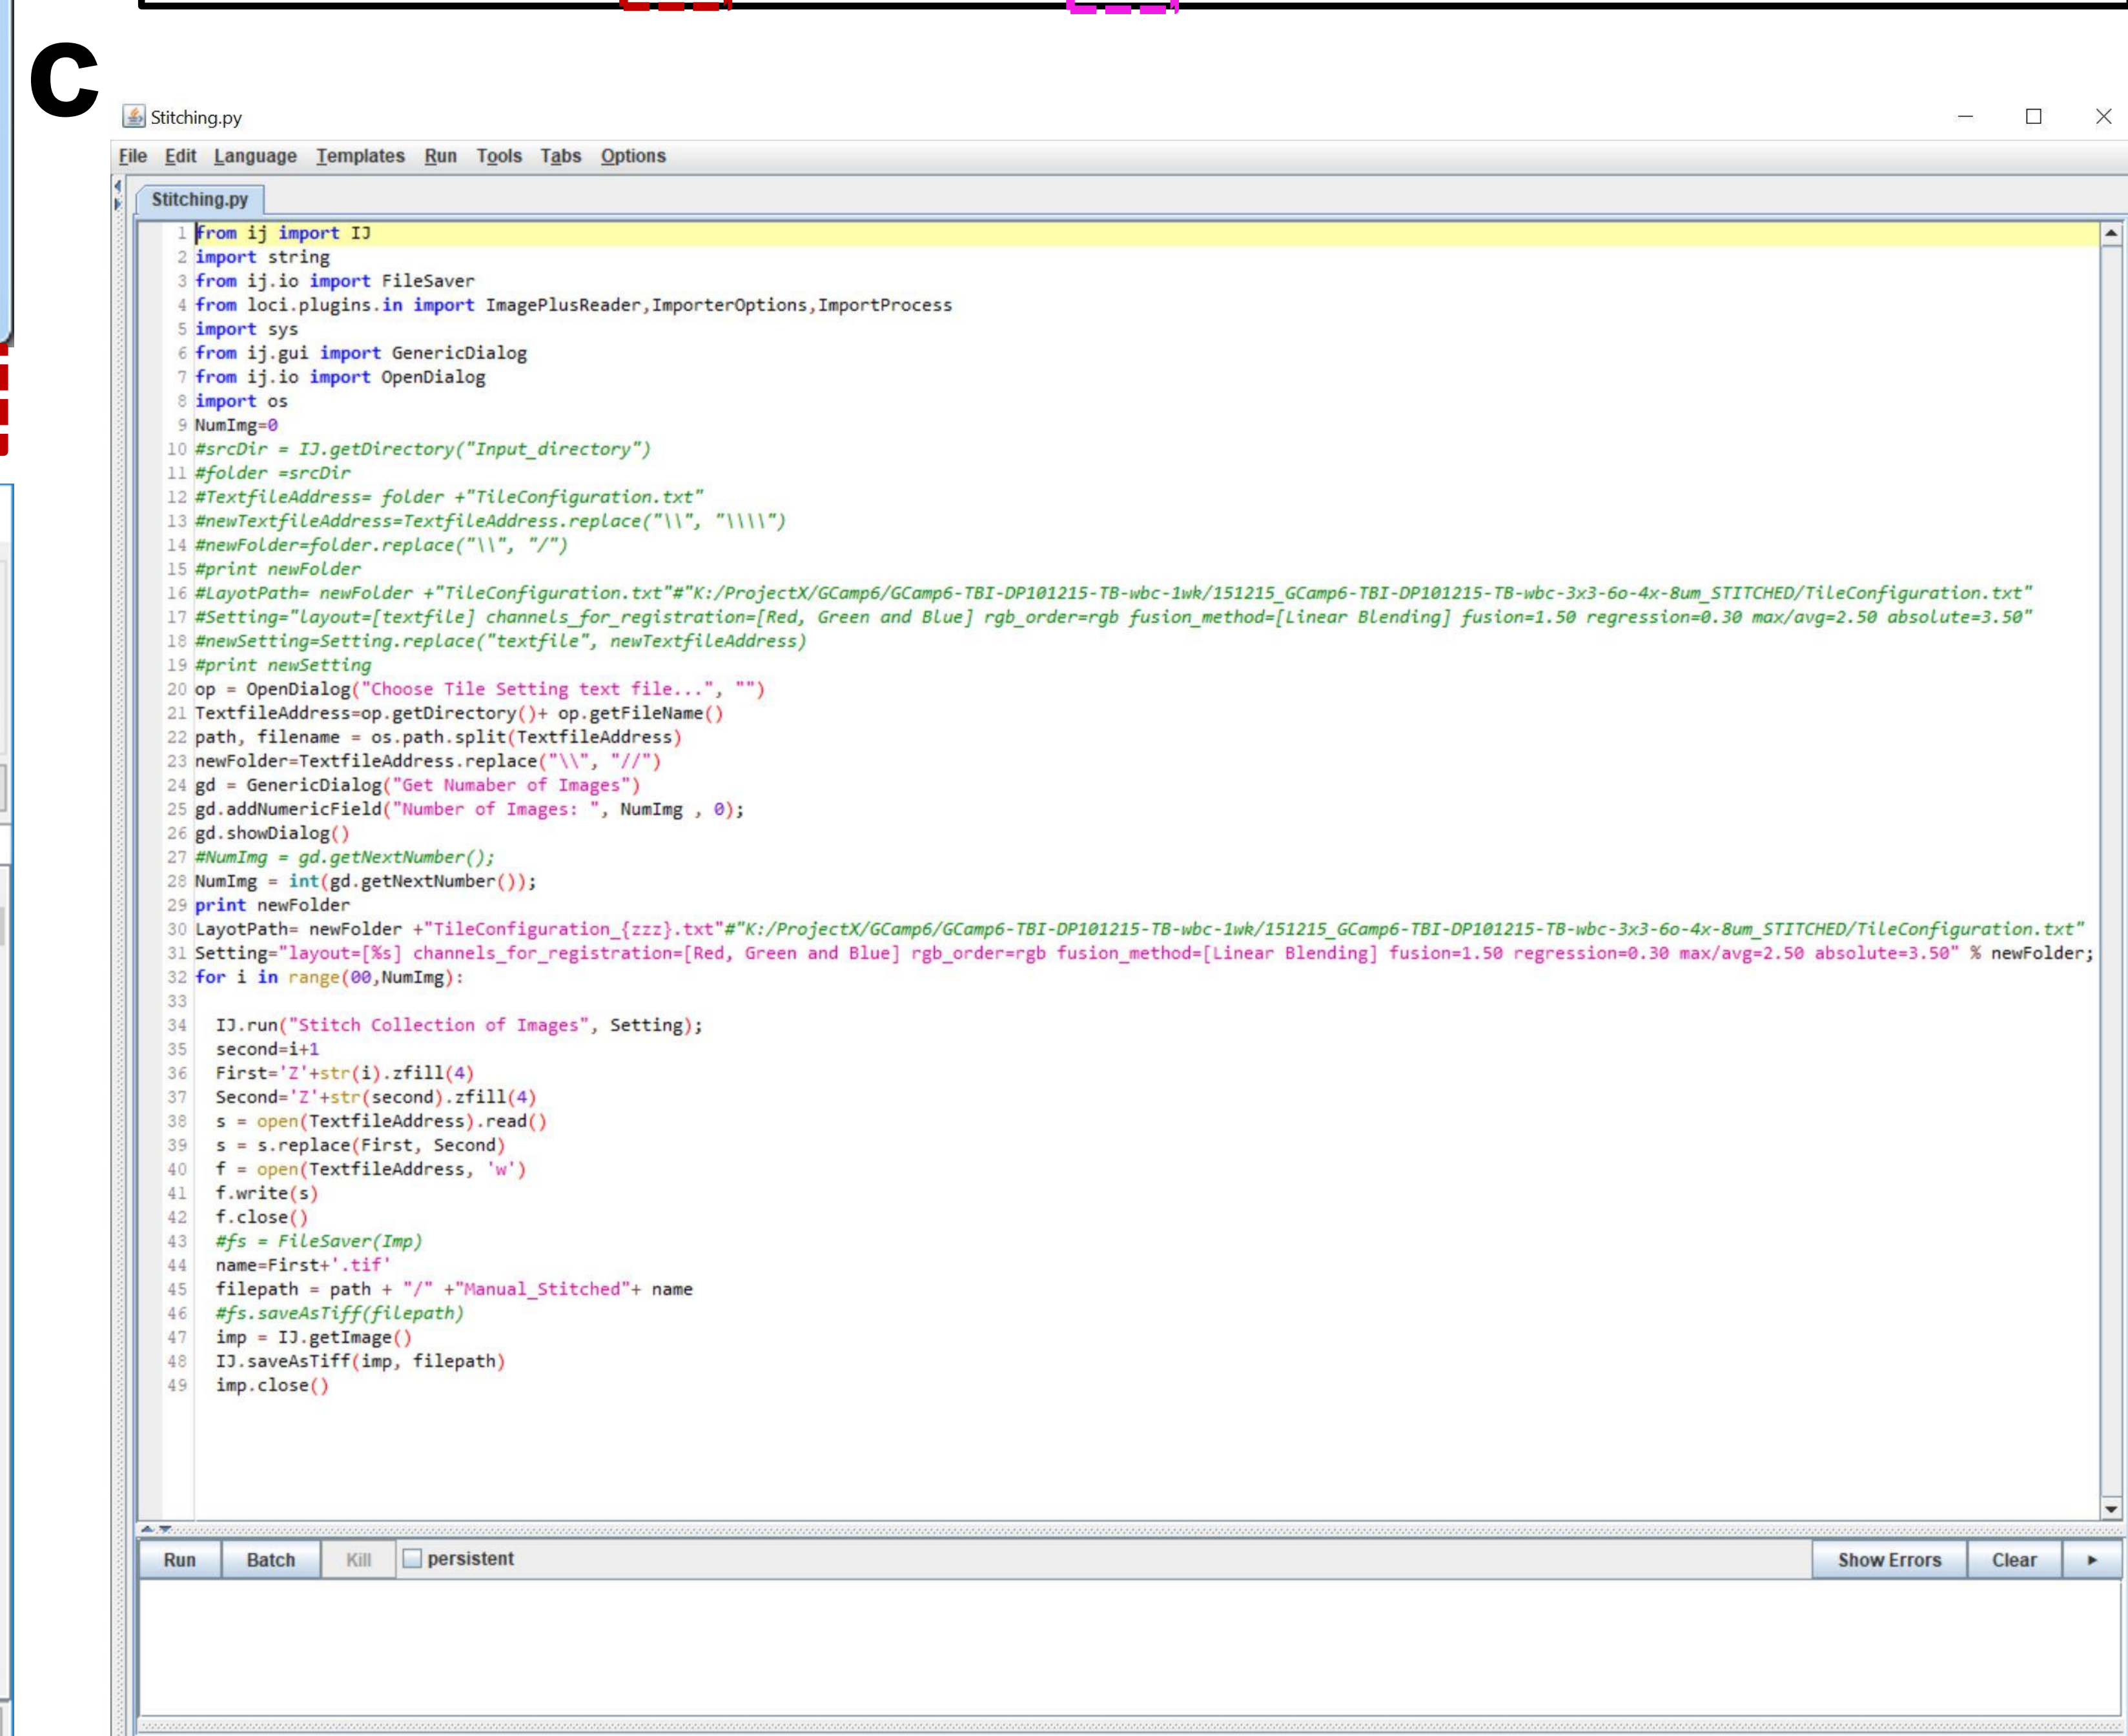 C
Stitching.py
File Edit Language Templates Run Tools Tabs Options
Stitching.py
1 from ij import IJ
2 import string
3 from ij.io import FileSaver
4 from loci.plugins.in import ImagePlusReader,ImporterOptions,ImportProcess
5 import sys
6 from ij.gui import GenericDialog
7 from ij.io import OpenDialog
8 import os
9 NumImg=0
10 #srcDir = IJ.getDirectory("Input_directory")
11 #folder =srcDir
12 #TextfileAddress= folder +"TileConfiguration.txt"
13 #newTextfileAddress=TextfileAddress.replace("\\", "\\\\")
14 #newFolder=folder.replace("\\", "/")
15 #print newFolder
16 #LayotPath= newFolder +"TileConfiguration.txt"#"K:/ProjectX/GCamp6/GCamp6-TBI-DP101215-TB-wbc-1wk/151215_GCamp6-TBI-DP101215-TB-wbc-3x3-6o-4x-8um_STITCHED/TileConfiguration.txt"
17 #Setting="layout=[textfile] channels_for_registration=[Red, Green and Blue] rgb_order=rgb fusion_method=[Linear Blending] fusion=1.50 regression=0.30 max/avg=2.50 absolute=3.50"
18 #newSetting=Setting.replace("textfile", newTextfileAddress)
19 #print newSetting
20 op = OpenDialog("Choose Tile Setting text file...", "")
21 TextfileAddress=op.getDirectory()+ op.getFileName()
22 path, filename = os.path.split(TextfileAddress)
23 newFolder=TextfileAddress.replace("\\", "//")
24 gd = GenericDialog("Get Numaber of Images")
25 gd.addNumericField("Number of Images: ", NumImg , 0);
26 gd.showDialog()
27 #NumImg = gd.getNextNumber();
28 NumImg = int(gd.getNextNumber());
29 print newFolder
30 LayotPath= newFolder +"TileConfiguration_{zzz}.txt"#"K:/ProjectX/GCamp6/GCamp6-TBI-DP101215-TB-wbc-1wk/151215_GCamp6-TBI-DP101215-TB-wbc-3x3-6o-4x-8um_STITCHED/TileConfiguration.txt"
31 Setting="layout=[%s] channels_for_registration=[Red, Green and Blue] rgb_order=rgb fusion_method=[Linear Blending] fusion=1.50 regression=0.30 max/avg=2.50 absolute=3.50" % newFolder;
32 for i in range(00,NumImg):
33
34 IJ.run("Stitch Collection of Images", Setting);
35 second=i+1
36 First='Z'+str(i).zfill(4)
37 Second='Z'+str(second).zfill(4)
38 s = open(TextfileAddress).read()
39 s = s.replace(First, Second)
40 f = open(TextfileAddress, 'w')
41 f.write(s)
42 f.close()
43 #fs = FileSaver(Imp)
44 name=First+'.tif'
45 filepath = path + "/" +"Manual_Stitched"+ name
46 #fs.saveAsTiff(filepath)
47 imp = IJ.getImage()
48 IJ.saveAsTiff(imp, filepath)
49 imp.close()
Run Batch Kill persistent Show Errors Clear